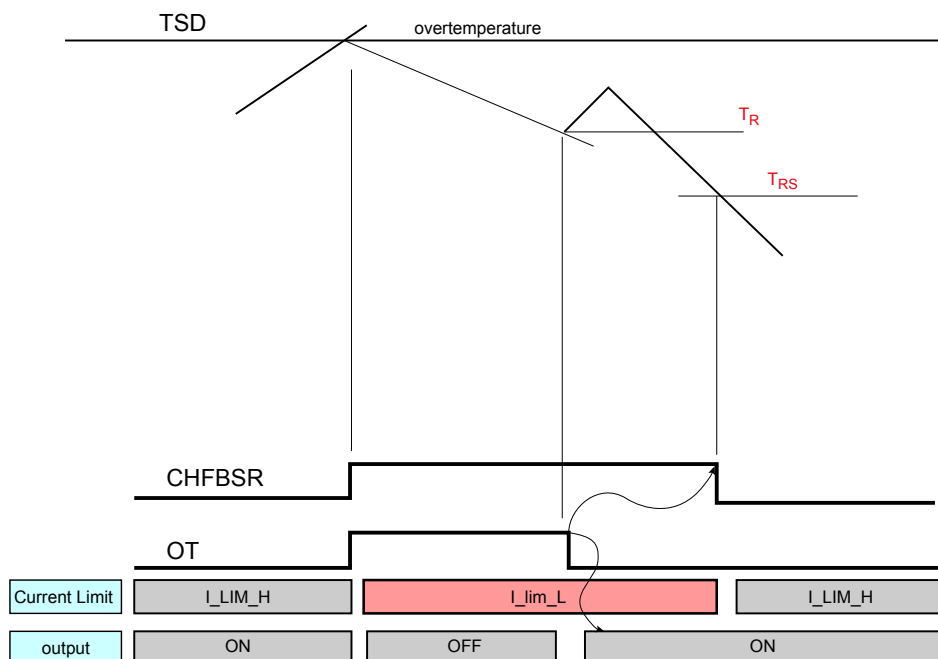 TSD
overtemperature
TR
TRS
CHFBSR
OT
Current Limit I_LIM_H I_lim_L I_LIM_H
output ON OFF ON